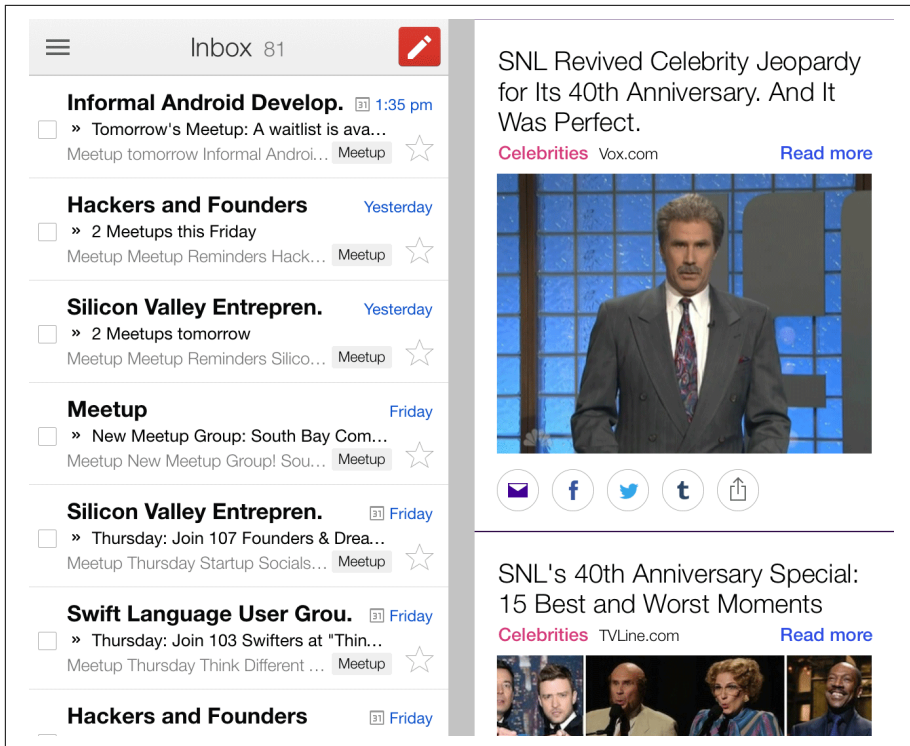 Inbox 81
Informal Android Develop. 31 1:35 pm
» Tomorrow's Meetup: A waitlist is ava...
Meetup tomorrow Informal Androi... Meetup
Hackers and Founders Yesterday
» 2 Meetups this Friday
Meetup Meetup Reminders Hack... Meetup
Silicon Valley Entrepren. Yesterday
» 2 Meetups tomorrow
Meetup Meetup Reminders Silico... Meetup
Meetup Friday
» New Meetup Group: South Bay Com...
Meetup New Meetup Group! Sou... Meetup
Silicon Valley Entrepren. 31 Friday
» Thursday: Join 107 Founders & Drea...
Meetup Thursday Startup Socials... Meetup
Swift Language User Grou. 31 Friday
» Thursday: Join 103 Swifters at "Thin...
Meetup Thursday Think Different ... Meetup
Hackers and Founders 31 Friday
SNL Revived Celebrity Jeopardy
for Its 40th Anniversary. And It
Was Perfect.
Celebrities Vox.com Read more
f t
SNL's 40th Anniversary Special:
15 Best and Worst Moments
Celebrities TVLine.com Read more